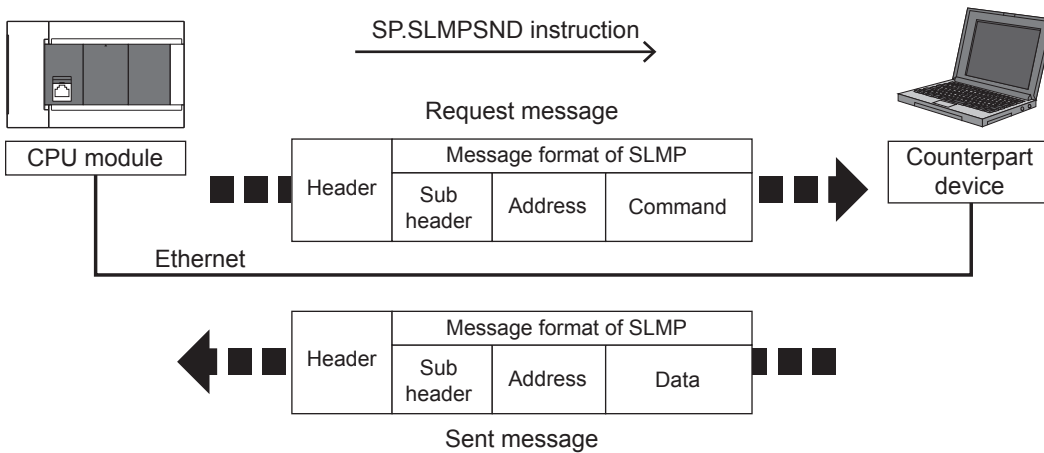 SP.SLMPSND instruction
Request message
CPU module
Counterpart
device
Header
Message format of SLMP
Sub
header
Address
Command
Ethernet
Header
Message format of SLMP
Sub
header
Address
Data
Sent message